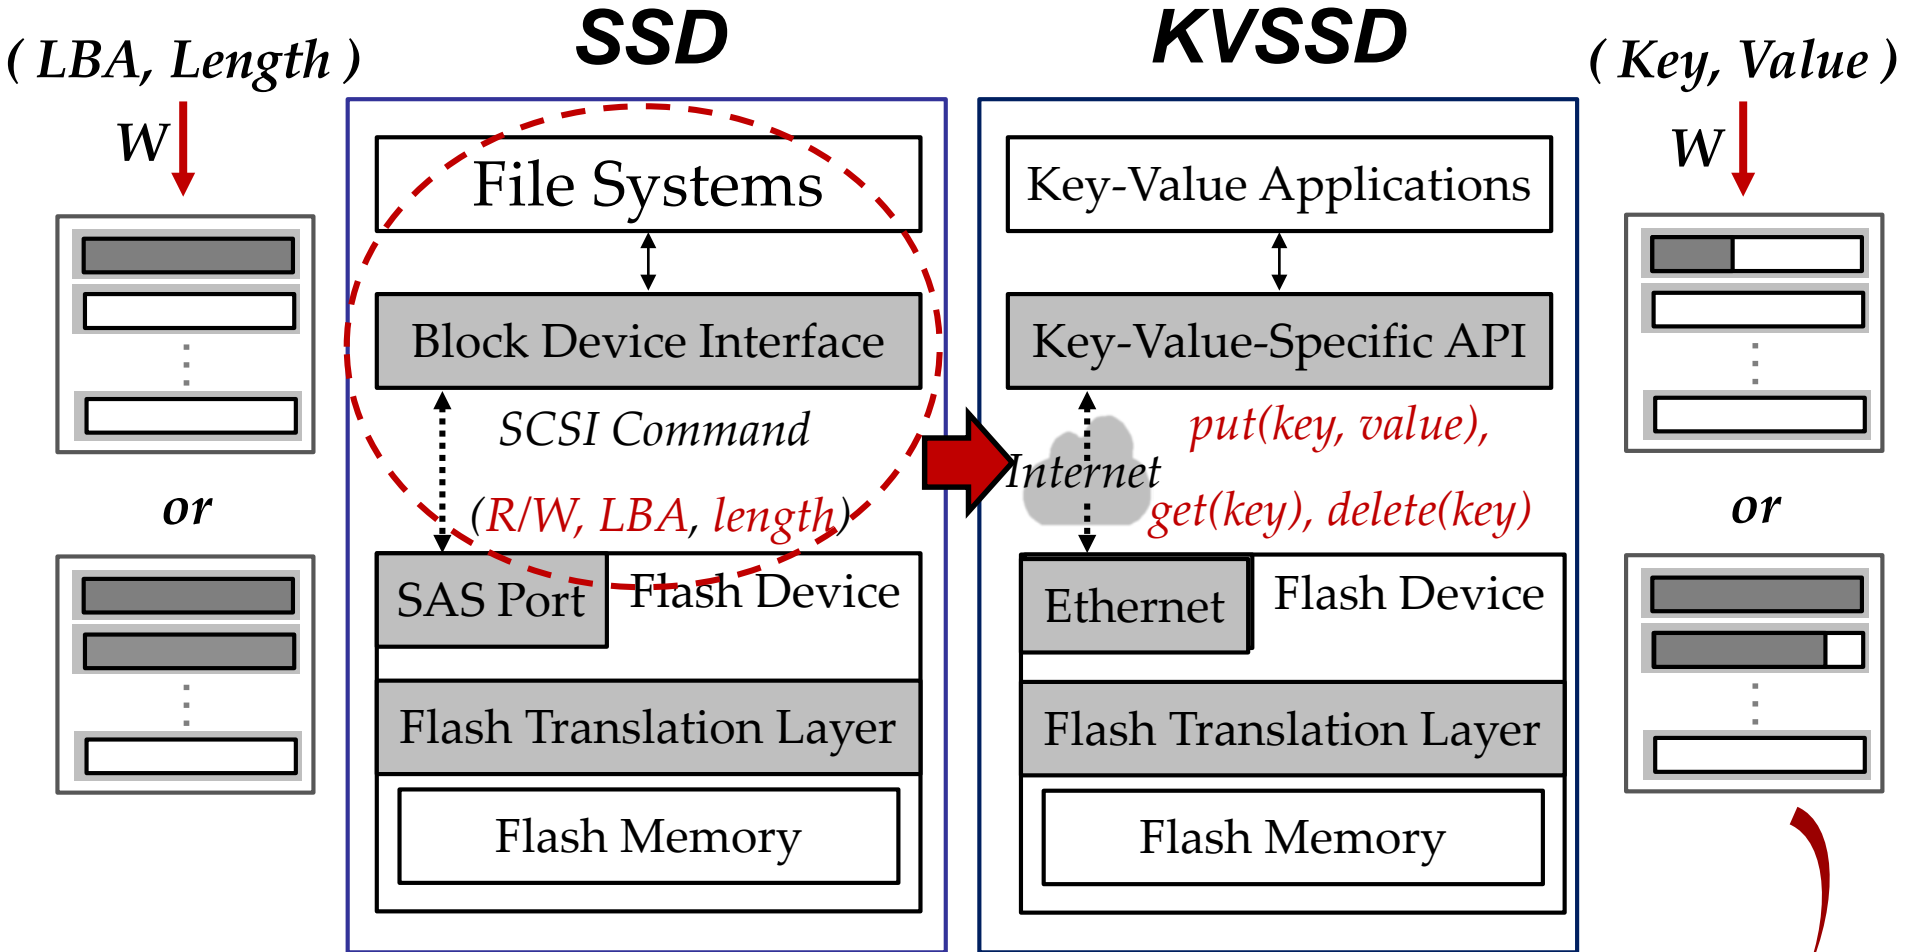 SSD
KVSSD
( LBA, Length )
W
or
File Systems
Block Device Interface
SCSI Command
(R/W, LBA, length)
SAS Port
Flash Device
Flash Translation Layer
Flash Memory
Key-Value Applications
Key-Value-Specific API
put(key, value),
Internet
get(key), delete(key)
Ethernet
Flash Device
Flash Translation Layer
Flash Memory
( Key, Value )
W
or